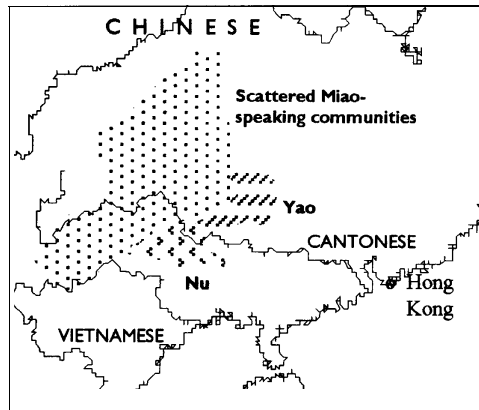 CHINESE
Scattered Miao-
speaking communities
Yao
CANTONESE
Hong
Kong
Nu
VIETNAMESE